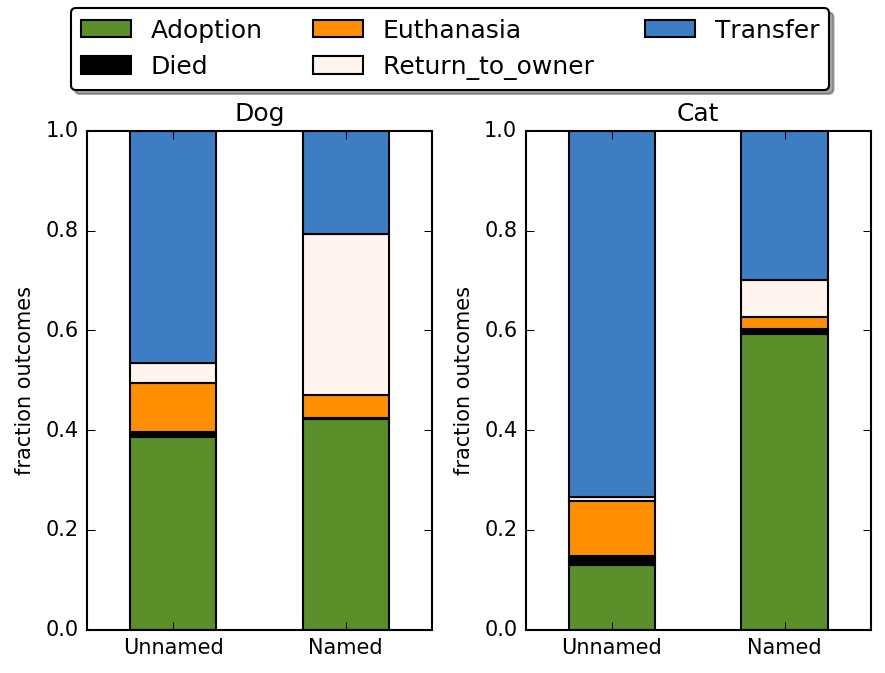 Adoption Euthanasia Transfer
Died Return_to_owner
Dog
1.0
0.8
0.6
0.4
0.2
0.0
fraction outcomes
Unnamed Named
Cat
1.0
0.8
0.6
0.4
0.2
0.0
fraction outcomes
Unnamed Named